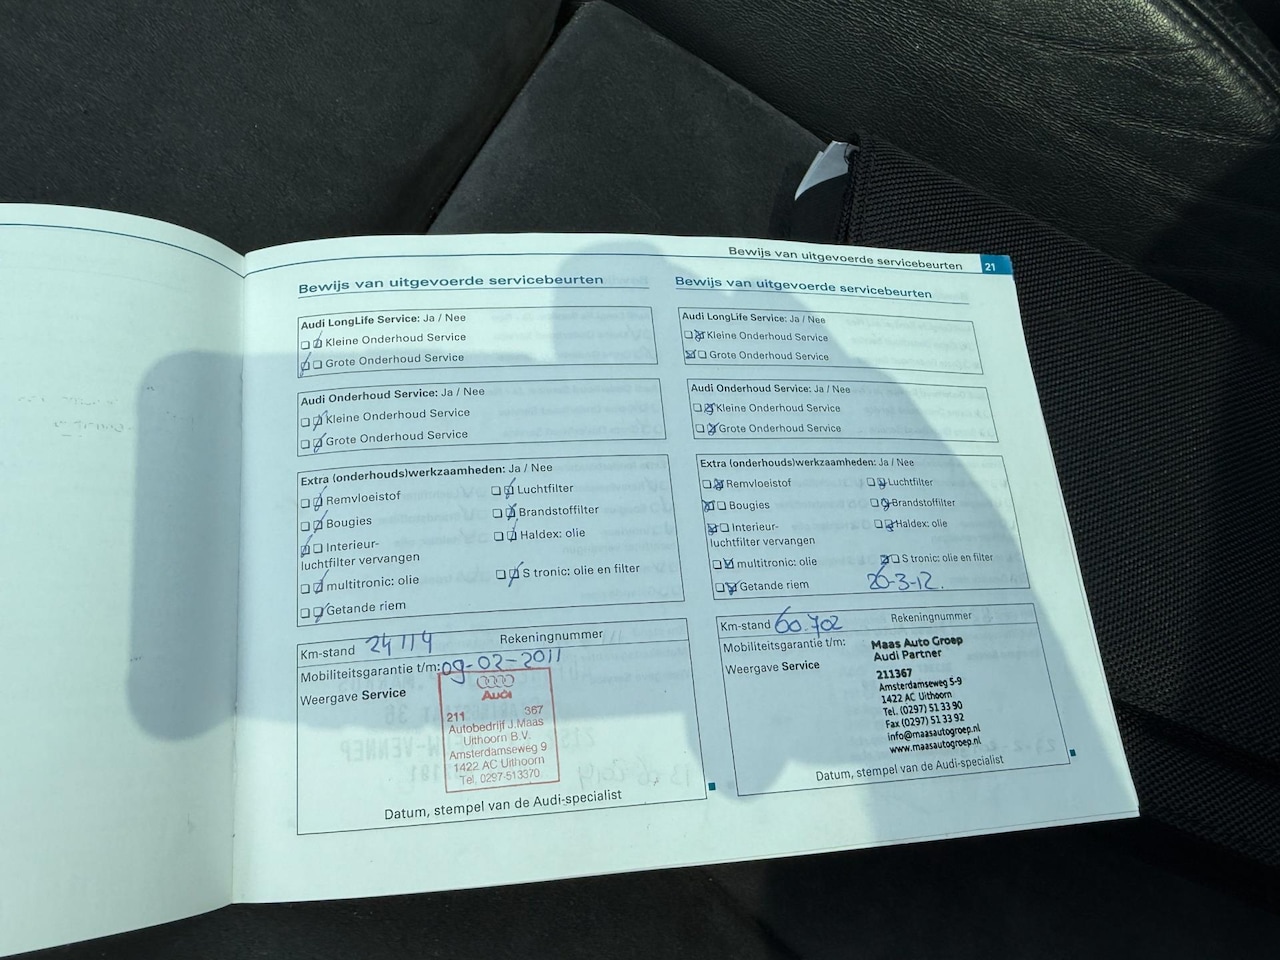 Bewijs van uitgevoerde servicebeurten 21
Bewijs van uitgevoerde servicebeurten
Audi LongLife Service: Ja / Nee
Kleine Onderhoud Service
Grote Onderhoud Service
Audi Onderhoud Service: Ja / Nee
Kleine Onderhoud Service
Grote Onderhoud Service
Extra (onderhouds)werkzaamheden: Ja / Nee
Remvloeistof
Luchtfilter
Bougies
Brandstoffilter
Interieur-
luchtfilter vervangen
Haldex: olie
multitronic: olie
S tronic: olie en filter
Getande riem
Km-stand 24114 Rekeningnummer
Mobiliteitsgarantie t/m: 09-02-2011
Weergave Service
Audi
211 367
Autobedrijf J.Maas
Uithoorn B.V.
Amsterdamseweg 9
1422 AC Uithoorn
Tel. 0297-513370
Datum, stempel van de Audi-specialist
Bewijs van uitgevoerde servicebeurten
Audi LongLife Service: Ja / Nee
Kleine Onderhoud Service
Grote Onderhoud Service
Audi Onderhoud Service: Ja / Nee
Kleine Onderhoud Service
Grote Onderhoud Service
Extra (onderhouds)werkzaamheden: Ja / Nee
Remvloeistof
Luchtfilter
Bougies
Brandstoffilter
Interieur-
luchtfilter vervangen
Haldex: olie
multitronic: olie
S tronic: olie en filter
Getande riem
20-3-12.
Km-stand 60.702 Rekeningnummer
Mobiliteitsgarantie t/m:
Weergave Service
Maas Auto Groep
Audi Partner
211367
Amsterdamseweg 5-9
1422 AC Uithoorn
Tel. (0297) 51 33 90
Fax (0297) 51 33 92
info@maasautogroep.nl
www.maasautogroep.nl
Datum, stempel van de Audi-specialist